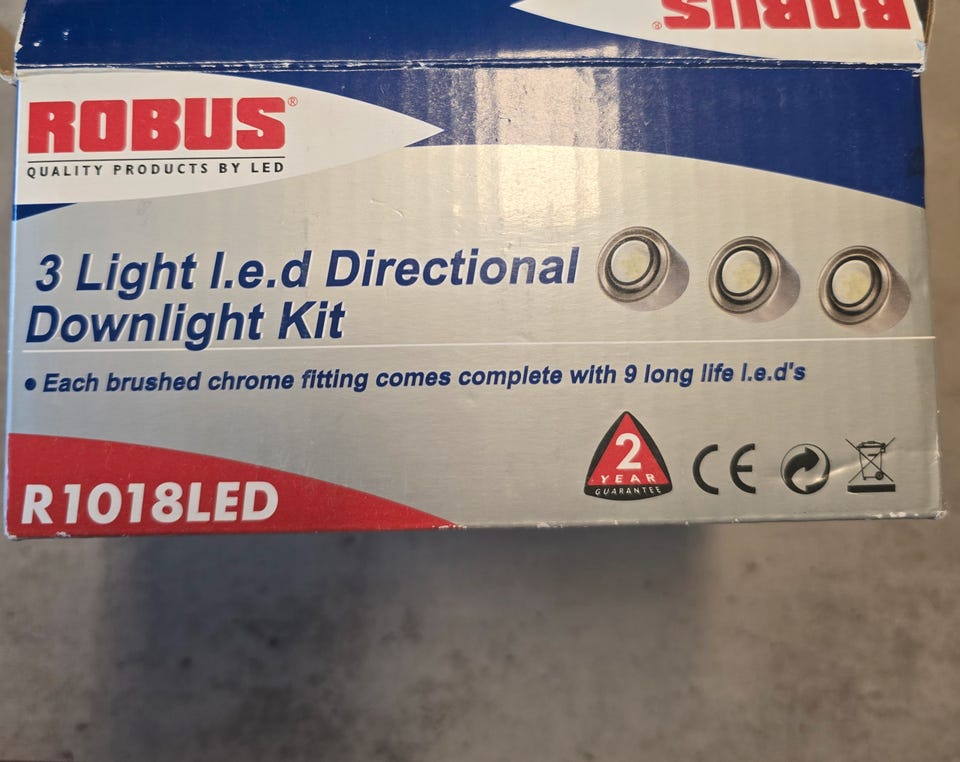 ROBUS®
ROBUS®
QUALITY PRODUCTS BY LED
3 Light l.e.d Directional
Downlight Kit
• Each brushed chrome fitting comes complete with 9 long life l.e.d's
2
YEAR
GUARANTEE
CE
R1018LED